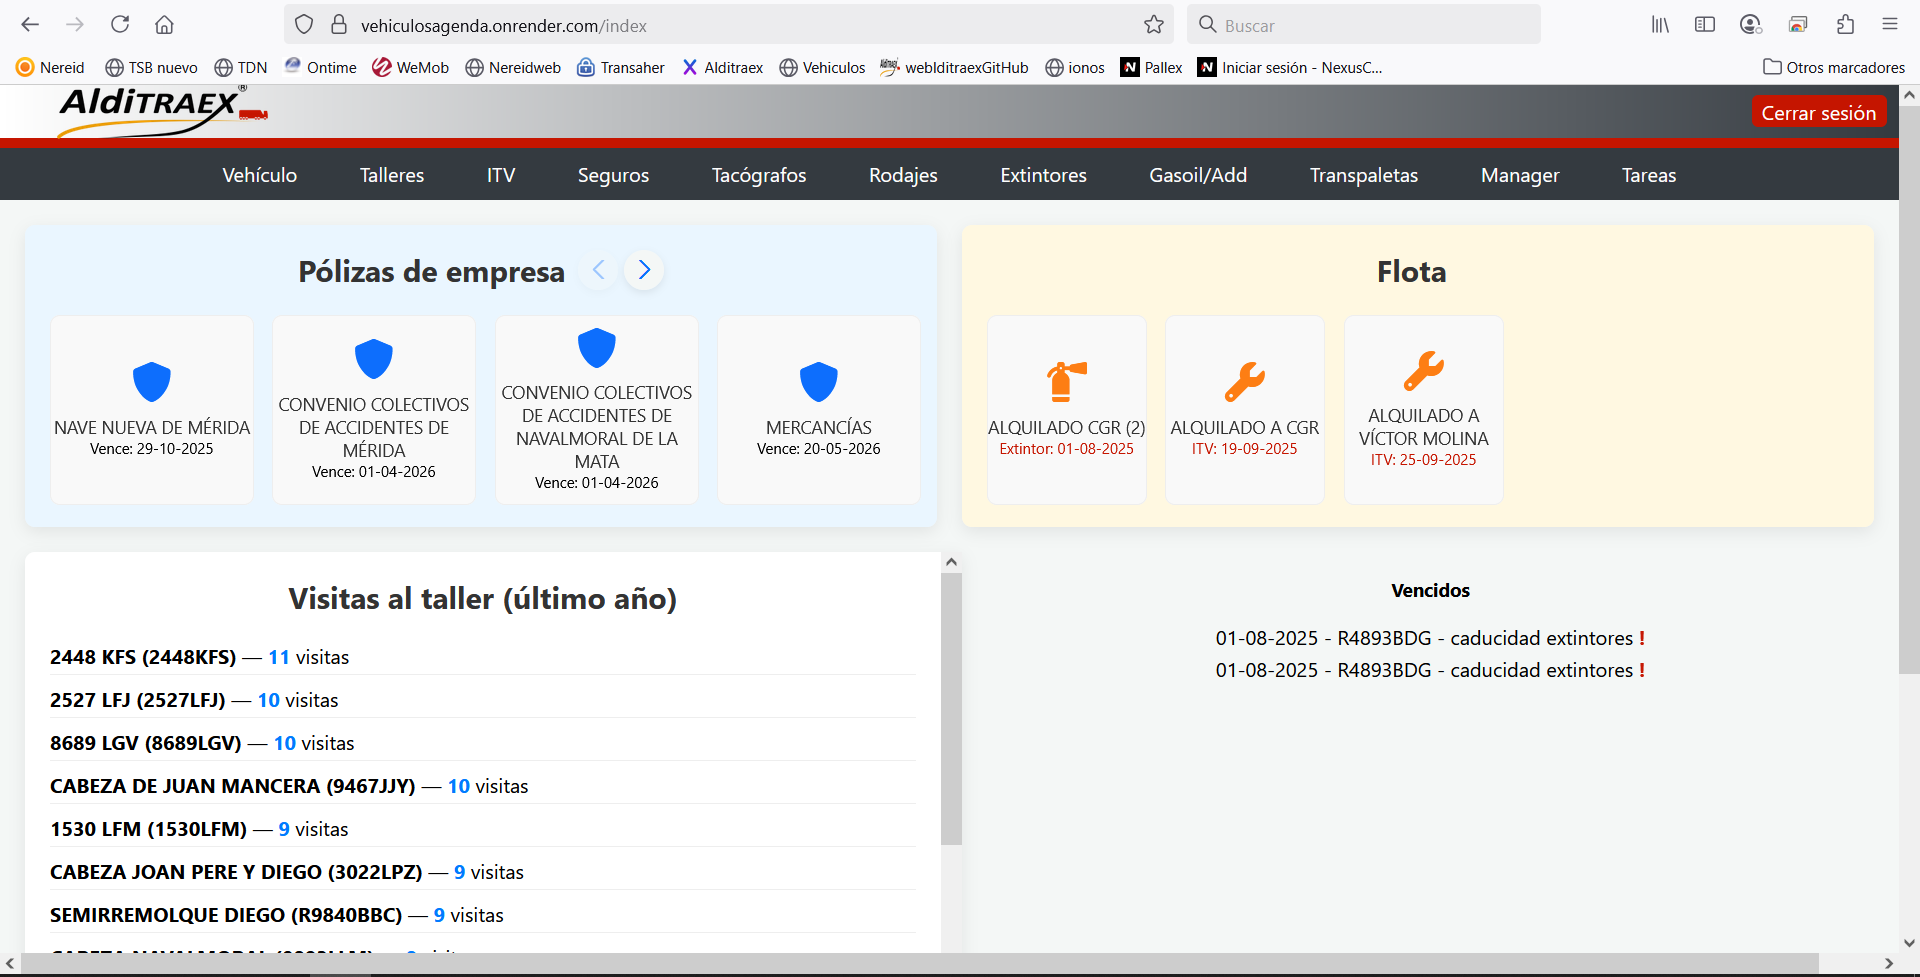 vehiculosagenda.onrender.com/index
Buscar
Nereid
TSB nuevo
TDN
Ontime
WeMob
Nereidweb
Transaher
Alditraex
Vehiculos
weblditraexGitHub
ionos
Pallex
Iniciar sesión - NexusC...
Otros marcadores
AldiTRAEX®
Cerrar sesión
Vehículo
Talleres
ITV
Seguros
Tacógrafos
Rodajes
Extintores
Gasoil/Add
Transpaletas
Manager
Tareas
Pólizas de empresa
NAVE NUEVA DE MÉRIDA
Vence: 29-10-2025
CONVENIO COLECTIVOS
DE ACCIDENTES DE
MÉRIDA
Vence: 01-04-2026
CONVENIO COLECTIVOS
DE ACCIDENTES DE
NAVALMORAL DE LA
MATA
Vence: 01-04-2026
MERCANCÍAS
Vence: 20-05-2026
Flota
ALQUILADO CGR (2)
Extintor: 01-08-2025
ALQUILADO A CGR
ITV: 19-09-2025
ALQUILADO A
VÍCTOR MOLINA
ITV: 25-09-2025
Visitas al taller (último año)
2448 KFS (2448KFS) — 11 visitas
2527 LFJ (2527LFJ) — 10 visitas
8689 LGV (8689LGV) — 10 visitas
CABEZA DE JUAN MANCERA (9467JJY) — 10 visitas
1530 LFM (1530LFM) — 9 visitas
CABEZA JOAN PERE Y DIEGO (3022LPZ) — 9 visitas
SEMIRREMOLQUE DIEGO (R9840BBC) — 9 visitas
Vencidos
01-08-2025 - R4893BDG - caducidad extintores !
01-08-2025 - R4893BDG - caducidad extintores !